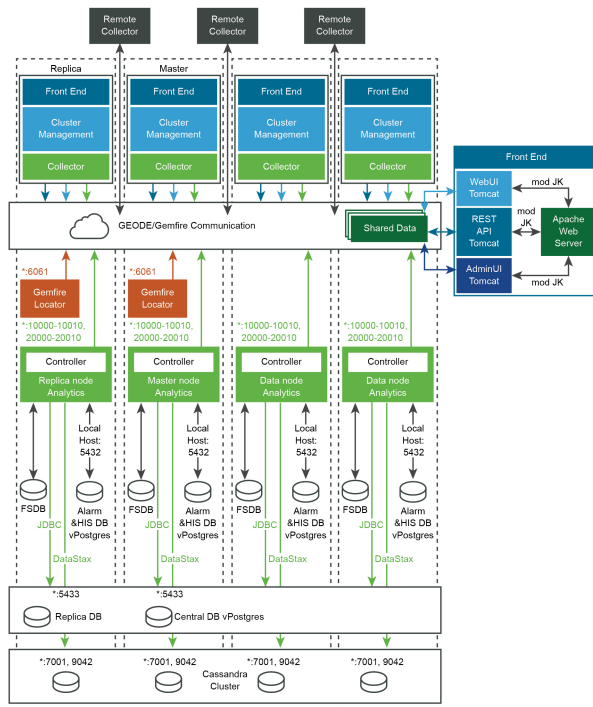 Remote
Collector
Remote
Collector
Remote
Collector
Replica
Master
Front End
Front End
Front End
Front End
Cluster
Management
Cluster
Management
Cluster
Management
Cluster
Management
Collector
Collector
Collector
Collector
Front End
WebUI
Tomcat
mod JK
REST
API
Tomcat
mod
JK
Apache
Web
Server
AdminUI
Tomcat
mod JK
GEODE/Gemfire Communication
Shared Data
*:6061
*:6061
Gemfire
Locator
Gemfire
Locator
*:10000-10010,
20000-20010
*:10000-10010,
20000-20010
*:10000-10010,
20000-20010
*:10000-10010,
20000-20010
Controller
Controller
Controller
Controller
Replica node
Analytics
Master node
Analytics
Data node
Analytics
Data node
Analytics
Local
Host:
5432
Local
Host:
5432
FSDB
Alarm
&HIS DB
vPostgres
FSDB
Alarm
&HIS DB
vPostgres
FSDB
Alarm
&HIS DB
vPostgres
FSDB
Alarm
&HIS DB
vPostgres
JDBC
JDBC
JDBC
JDBC
DataStax
DataStax
DataStax
DataStax
*:5433
*:5433
Replica DB
Central DB vPostgres
*:7001, 9042
*:7001, 9042
*:7001, 9042
*:7001, 9042
Cassandra
Cluster